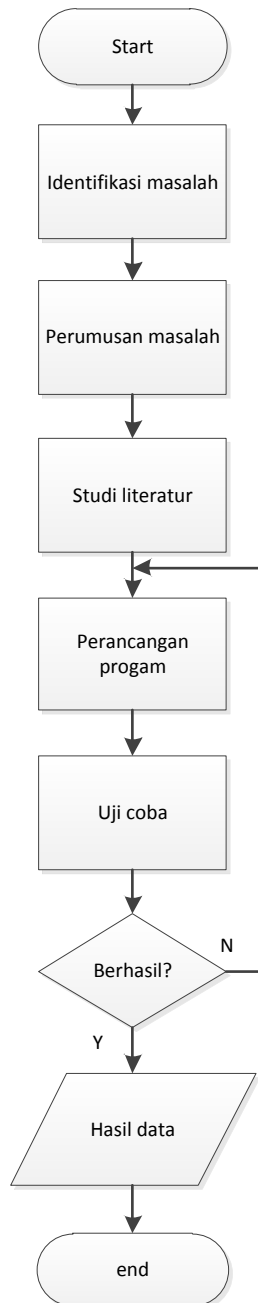 Start
Identifikasi masalah
Perumusan masalah
Studi literatur
Perancangan
progam
Uji coba
Berhasil?
N
Y
Hasil data
end